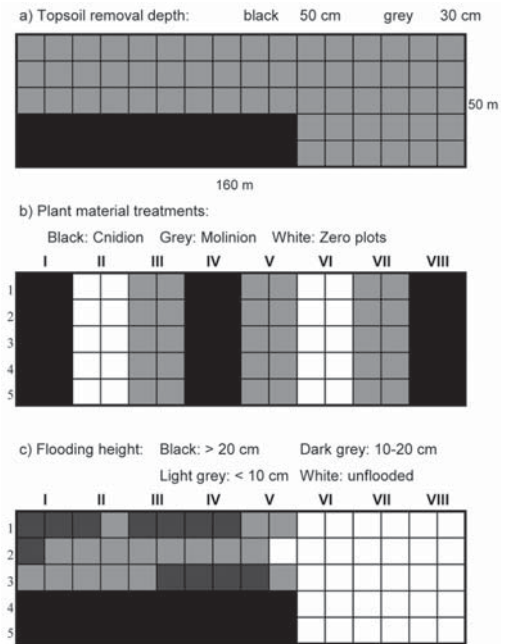 a) Topsoil removal depth: black 50 cm grey 30 cm
50 m
160 m
b) Plant material treatments:
Black: Cnidion Grey: Molinion White: Zero plots
I II III IV V VI VII VIII
1
2
3
4
5
c) Flooding height: Black: > 20 cm Dark grey: 10-20 cm
Light grey: < 10 cm White: unflooded
I II III IV V VI VII VIII
1
2
3
4
5